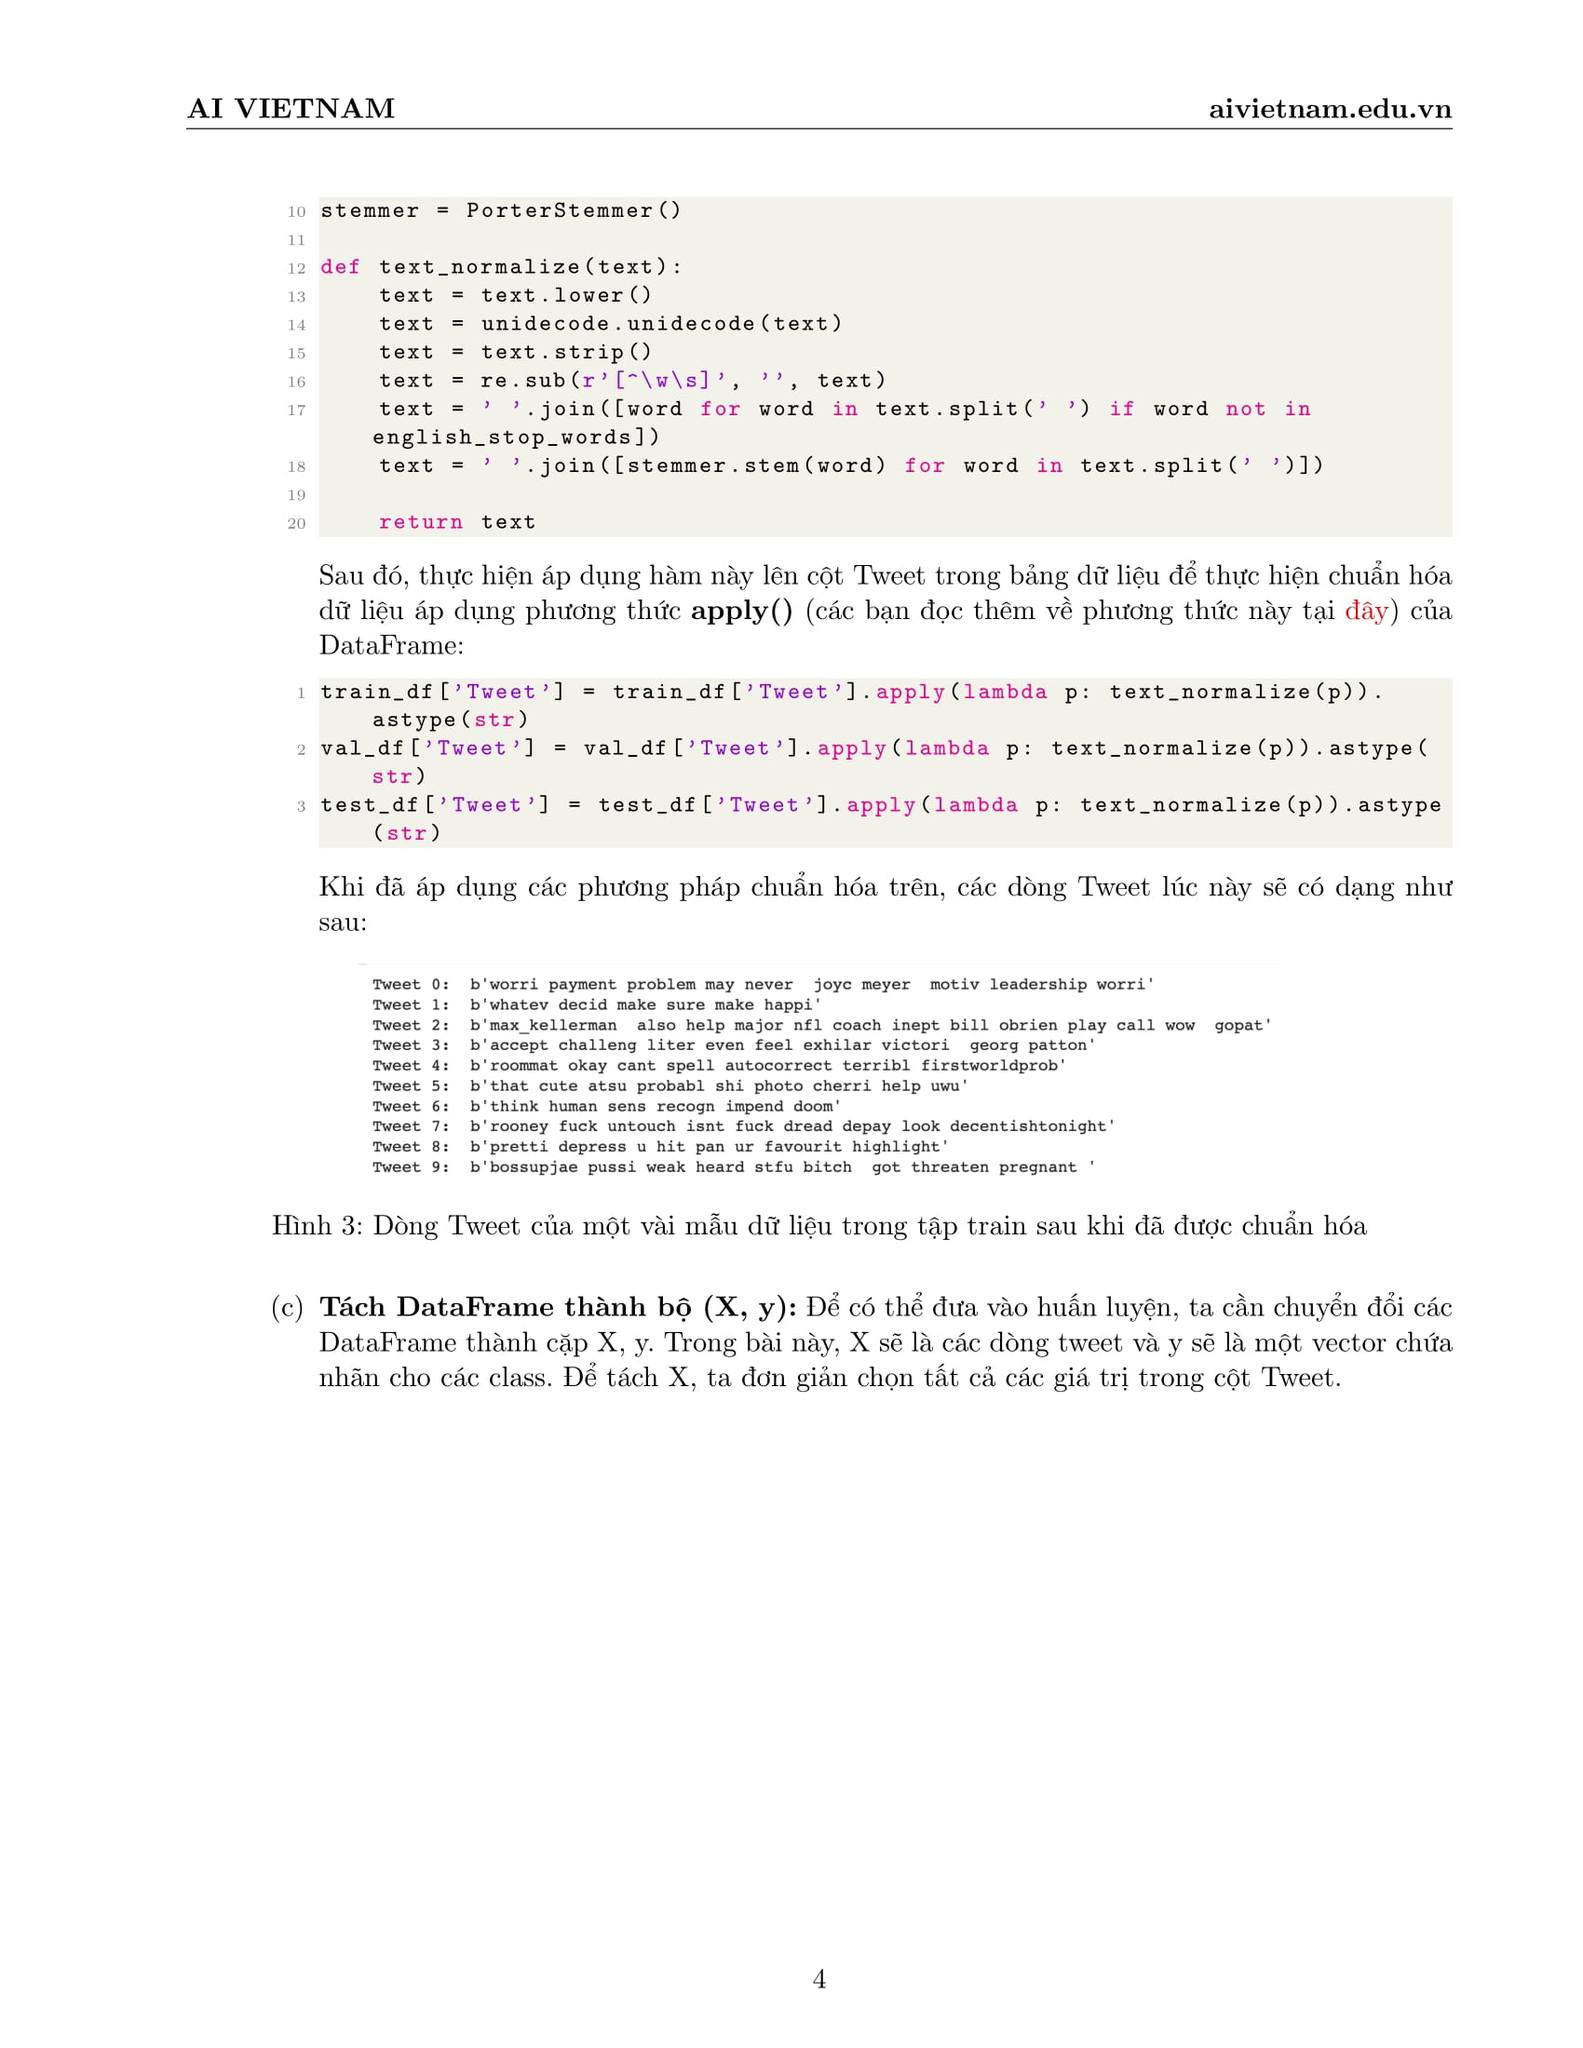 AI VIETNAM aivietnam.edu.vn
10 stemmer = PorterStemmer()
11
12 def text_normalize(text):
13     text = text.lower()
14     text = unidecode.unidecode(text)
15     text = text.strip()
16     text = re.sub(r'[^\w\s]', '', text)
17     text = ' '.join([word for word in text.split(' ') if word not in
english_stop_words])
18     text = ' '.join([stemmer.stem(word) for word in text.split(' ')])
19
20     return text
Sau đó, thực hiện áp dụng hàm này lên cột Tweet trong bảng dữ liệu để thực hiện chuẩn hóa
dữ liệu áp dụng phương thức apply() (các bạn đọc thêm về phương thức này tại đây) của
DataFrame:
1 train_df['Tweet'] = train_df['Tweet'].apply(lambda p: text_normalize(p)).
astype(str)
2 val_df['Tweet'] = val_df['Tweet'].apply(lambda p: text_normalize(p)).astype(
str)
3 test_df['Tweet'] = test_df['Tweet'].apply(lambda p: text_normalize(p)).astype
(str)
Khi đã áp dụng các phương pháp chuẩn hóa trên, các dòng Tweet lúc này sẽ có dạng như
sau:
Tweet 0:  b'worri payment problem may never  joyc meyer  motiv leadership worri'
Tweet 1:  b'whatev decid make sure make happi'
Tweet 2:  b'max_kellerman  also help major nfl coach inept bill obrien play call wow  gopat'
Tweet 3:  b'accept challeng liter even feel exhilar victori  georg patton'
Tweet 4:  b'roommat okay cant spell autocorrect terribl firstworldprob'
Tweet 5:  b'that cute atsu probabl shi photo cherri help uwu'
Tweet 6:  b'think human sens recogn impend doom'
Tweet 7:  b'rooney fuck untouch isnt fuck dread depay look decentishtonight'
Tweet 8:  b'pretti depress u hit pan ur favourit highlight'
Tweet 9:  b'bossupjae pussi weak heard stfu bitch  got threaten pregnant '
Hình 3: Dòng Tweet của một vài mẫu dữ liệu trong tập train sau khi đã được chuẩn hóa
(c) Tách DataFrame thành bộ (X, y): Để có thể đưa vào huấn luyện, ta cần chuyển đổi các
DataFrame thành cặp X, y. Trong bài này, X sẽ là các dòng tweet và y sẽ là một vector chứa
nhãn cho các class. Để tách X, ta đơn giản chọn tất cả các giá trị trong cột Tweet.
4